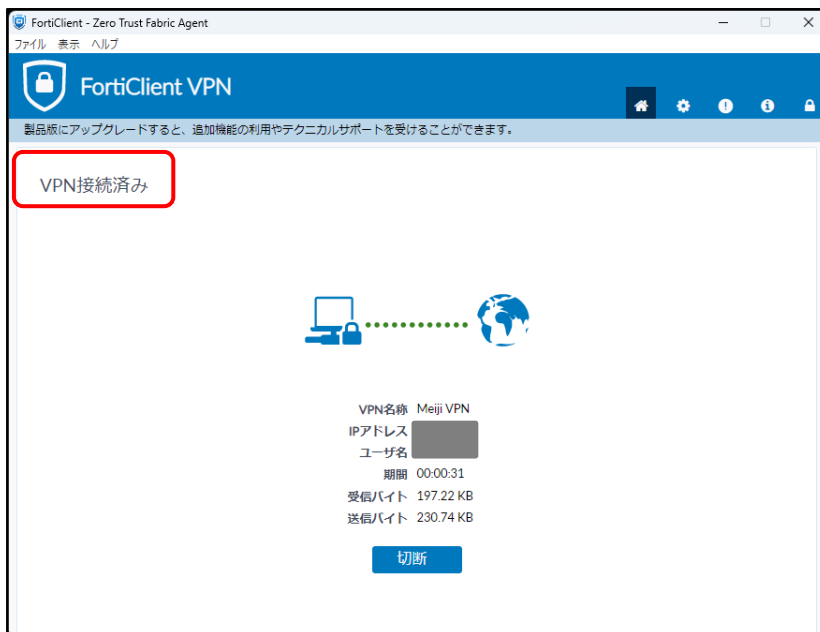 FortiClient - Zero Trust Fabric Agent
ファイル 表示 ヘルプ
FortiClient VPN
製品版にアップグレードすると、追加機能の利用やテクニカルサポートを受けることができます。
VPN接続済み
VPN名称 Meiji VPN
IPアドレス
ユーザ名
期間 00:00:31
受信バイト 197.22 KB
送信バイト 230.74 KB
切断